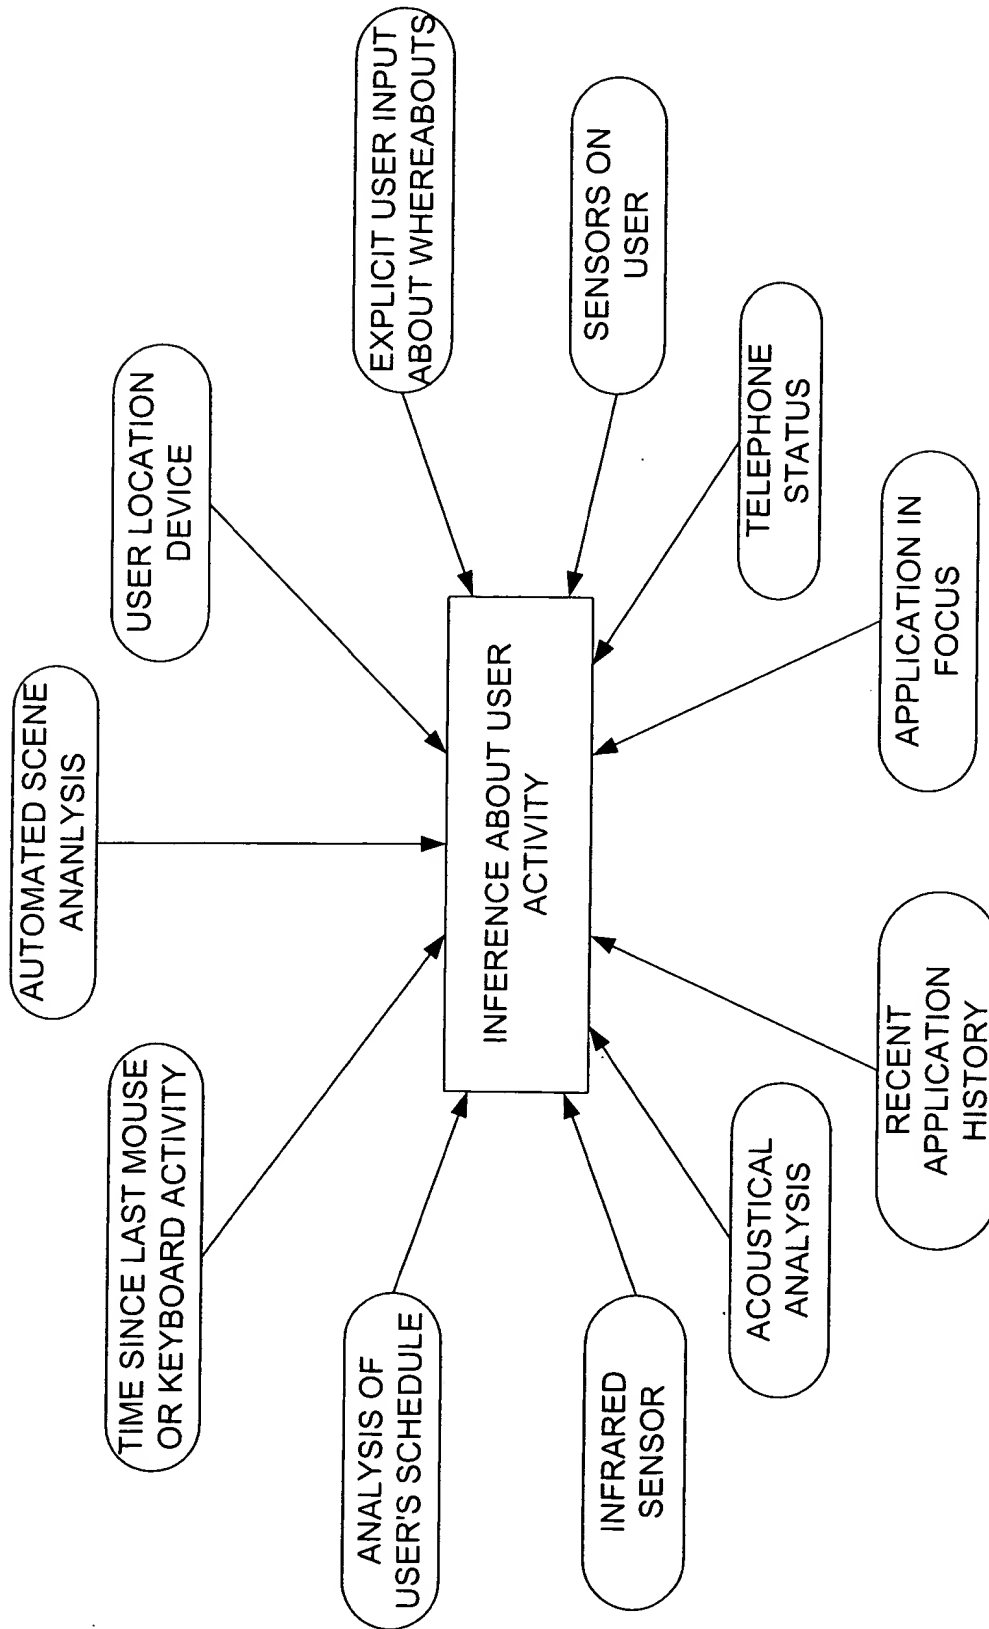 AUTOMATED SCENE
ANANLYSIS
TIME SINCE LAST MOUSE
OR KEYBOARD ACTIVITY
USER LOCATION
DEVICE
ANALYSIS OF
USER'S SCHEDULE
EXPLICIT USER INPUT
ABOUT WHEREABOUTS
INFERENCE ABOUT USER
ACTIVITY
INFRARED
SENSOR
SENSORS ON
USER
ACOUSTICAL
ANALYSIS
TELEPHONE
STATUS
RECENT
APPLICATION
HISTORY
APPLICATION IN
FOCUS